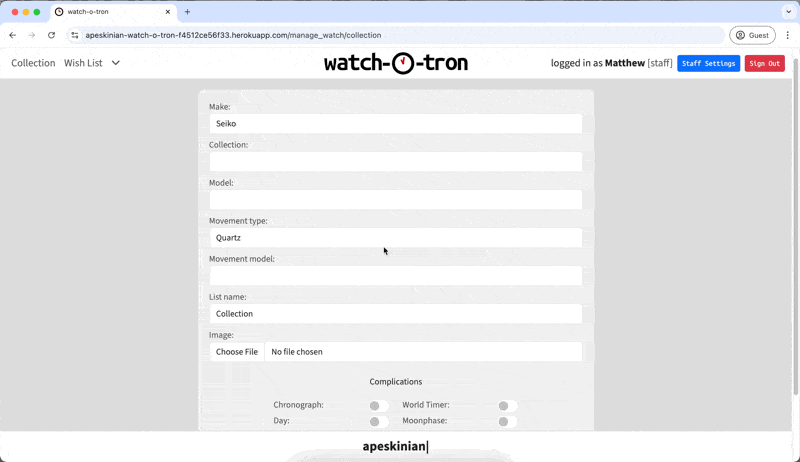 watch-o-tron
apeskinian-watch-o-tron-f4512ce56f33.herokuapp.com/manage_watch/collection
Guest
Collection Wish List
watch-O-tron
logged in as Matthew [staff] Staff Settings Sign Out
Make:
Seiko
Collection:
Model:
Movement type:
Quartz
Movement model:
List name:
Collection
Image:
Choose File No file chosen
Complications
Chronograph: World Timer:
Day: Moonphase:
apeskinian|